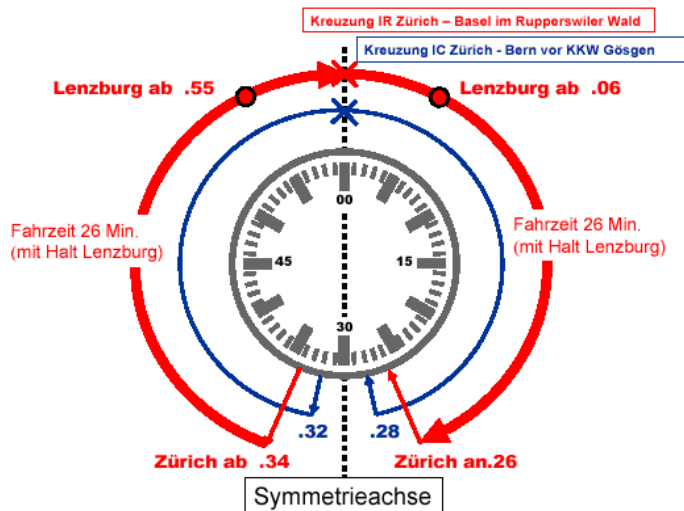 Kreuzung IR Zürich – Basel im Rupperswiler Wald
Kreuzung IC Zürich - Bern vor KKW Gösgen
Lenzburg ab .55
Lenzburg ab .06
00
Fahrzeit 26 Min.
(mit Halt Lenzburg)
45
15
Fahrzeit 26 Min.
(mit Halt Lenzburg)
30
.32
.28
Zürich ab .34
Zürich an.26
Symmetrieachse